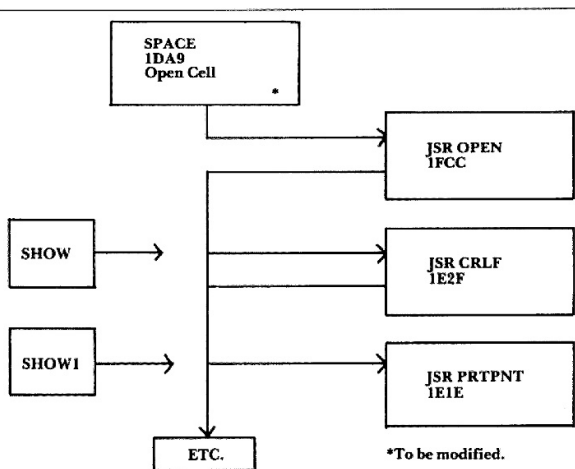 SPACE
1DA9
Open Cell
*
JSR OPEN
1FCC
SHOW
JSR CRLF
1E2F
SHOW1
JSR PRTPNT
1E1E
ETC.
*To be modified.